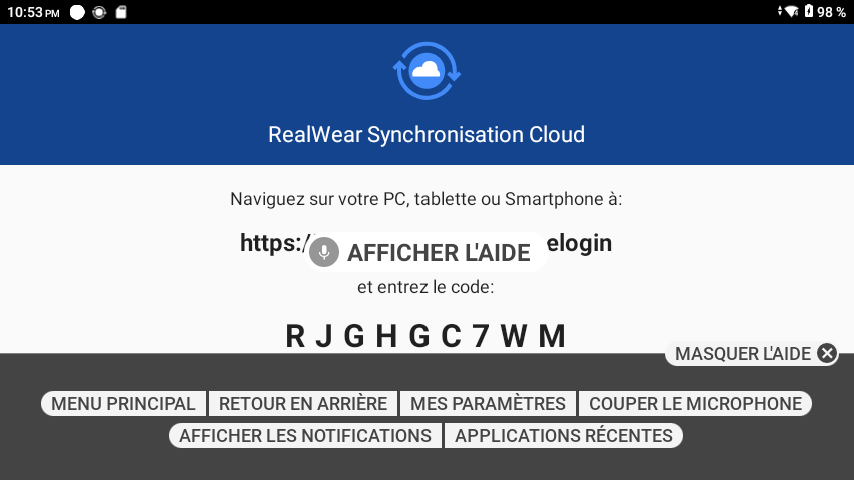 10:53 PM 98 %
RealWear Synchronisation Cloud
Naviguez sur votre PC, tablette ou Smartphone à:
https:/ elogin
AFFICHER L'AIDE
et entrez le code:
R J G H G C 7 W M
MASQUER L'AIDE
MENU PRINCIPAL RETOUR EN ARRIÈRE MES PARAMÈTRES COUPER LE MICROPHONE
AFFICHER LES NOTIFICATIONS APPLICATIONS RÉCENTES